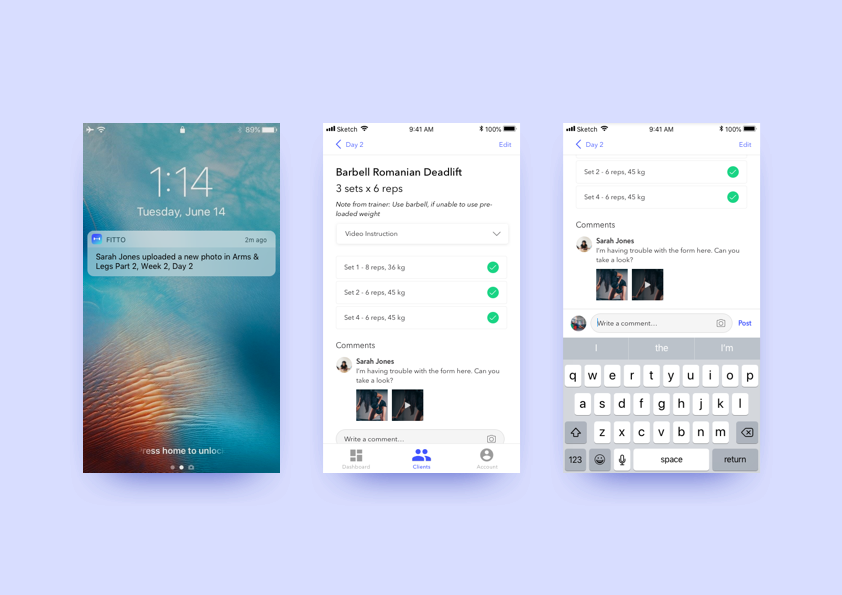 89%
1:14
Tuesday, June 14
FITTO
2m ago
Sarah Jones uploaded a new photo in Arms &
Legs Part 2, Week 2, Day 2
ress home to unloc
Sketch
9:41 AM
100%
Day 2
Edit
Barbell Romanian Deadlift
3 sets x 6 reps
Note from trainer: Use barbell, if unable to use pre-
loaded weight
Video Instruction
Set 1 - 8 reps, 36 kg
Set 2 - 6 reps, 45 kg
Set 4 - 6 reps, 45 kg
Comments
Sarah Jones
I'm having trouble with the form here. Can you
take a look?
Write a comment...
Dashboard
Clients
Account
Sketch
9:41 AM
100%
Day 2
Edit
Set 2 - 6 reps, 45 kg
Set 4 - 6 reps, 45 kg
Comments
Sarah Jones
I'm having trouble with the form here. Can you
take a look?
Write a comment...
Post
I the I'm
q w e r t y u i o p
a s d f g h j k l
z x c v b n m
123 space return